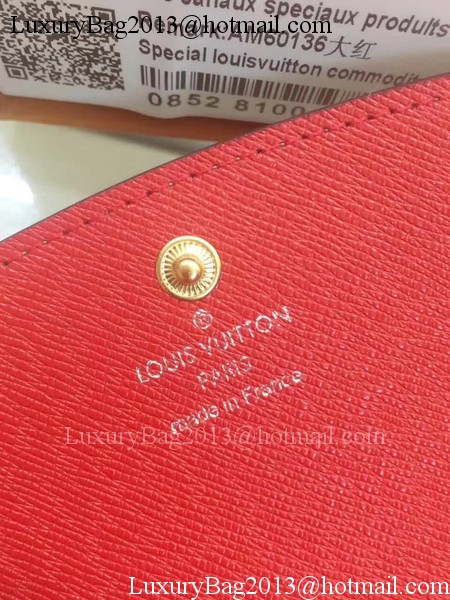 LuxuryBag2013@hotmail.com
canaux speciaux produits
AM60136大红
Special louisvuitton commodit
0852 8100
LOUIS VUITTON
PARIS
made in France
LuxuryBag2013@hotmail.com
LuxuryBag2013@hotmail.com